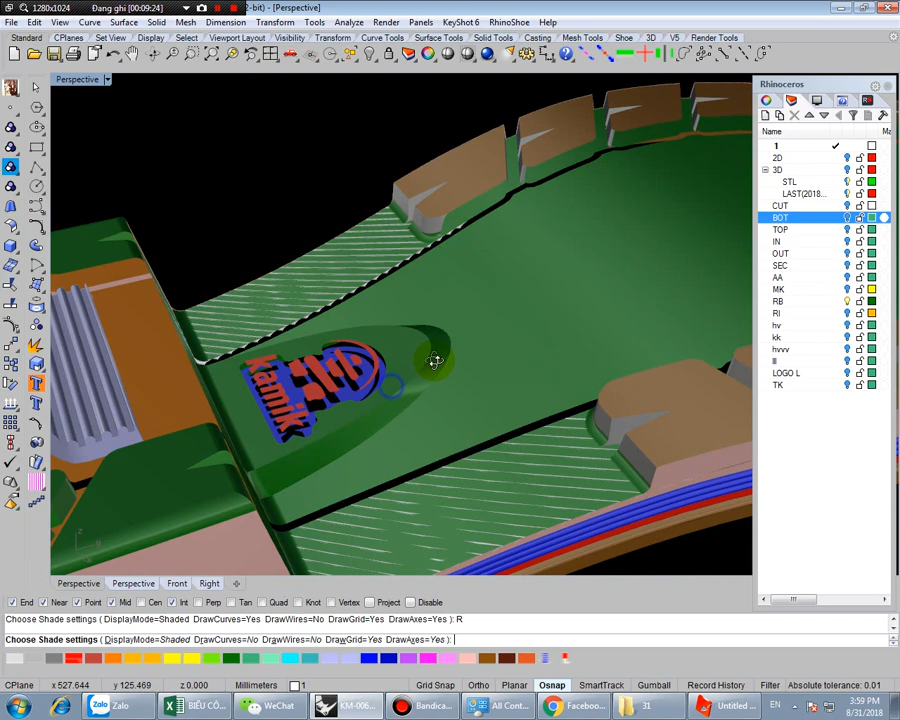 1280x1024 Đang ghi [00:09:24] 2-bit) - [Perspective]
File Edit View Curve Surface Solid Mesh Dimension Transform Tools Analyze Render Panels KeyShot 6 RhinoShoe Help
Standard CPlanes Set View Display Select Viewport Layout Visibility Transform Curve Tools Surface Tools Solid Tools Casting Mesh Tools Shoe 3D V5 Render Tools
Perspective
Rhinoceros
Name Ma
1
2D
3D
STL
LAST(2018...
CUT
BOT
TOP
IN
OUT
SEC
AA
MK
RB
RI
hv
kk
hvvv
LOGO L
TK
Kamik
Perspective Perspective Front Right
End Near Point Mid Cen Int Perp Tan Quad Knot Vertex Project Disable
Choose Shade settings ( DisplayMode=Shaded DrawCurves=Yes DrawWires=No DrawGrid=Yes DrawAxes=Yes ): R
Choose Shade settings ( DisplayMode=Shaded DrawCurves=No DrawWires=No DrawGrid=Yes DrawAxes=Yes ):
CPlane x 527.644 y 125.469 z 0.000 Millimeters 1 Grid Snap Ortho Planar Osnap SmartTrack Gumball Record History Filter Absolute tolerance: 0.01
Zalo BIỂU CÔ... WeChat KM-006... Bandica... All Cont... Faceboo... 31 Untitled ... EN 3:59 PM 8/31/2018